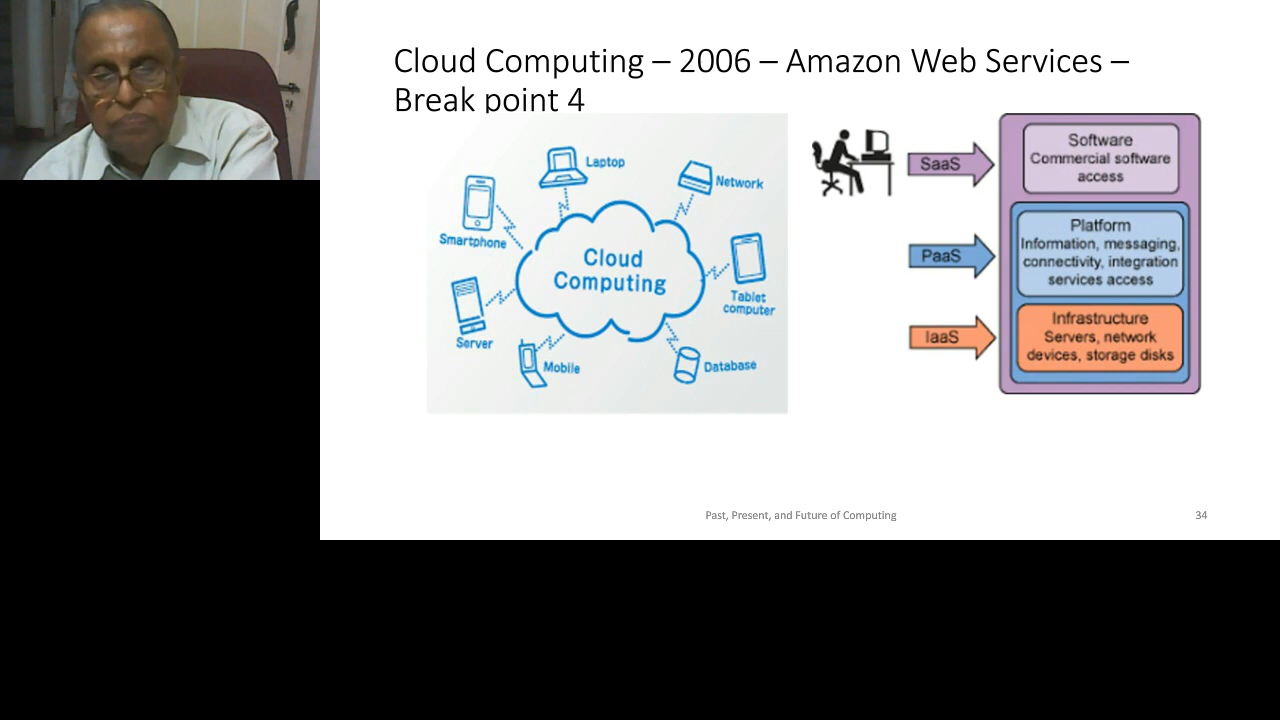 Cloud Computing – 2006 – Amazon Web Services –
Break point 4
Laptop
Network
Smartphone
Cloud
Computing
Tablet
computer
Server
Mobile
Database
SaaS
Software
Commercial software
access
PaaS
Platform
Information, messaging,
connectivity, integration
services access
IaaS
Infrastructure
Servers, network
devices, storage disks
Past, Present, and Future of Computing
34